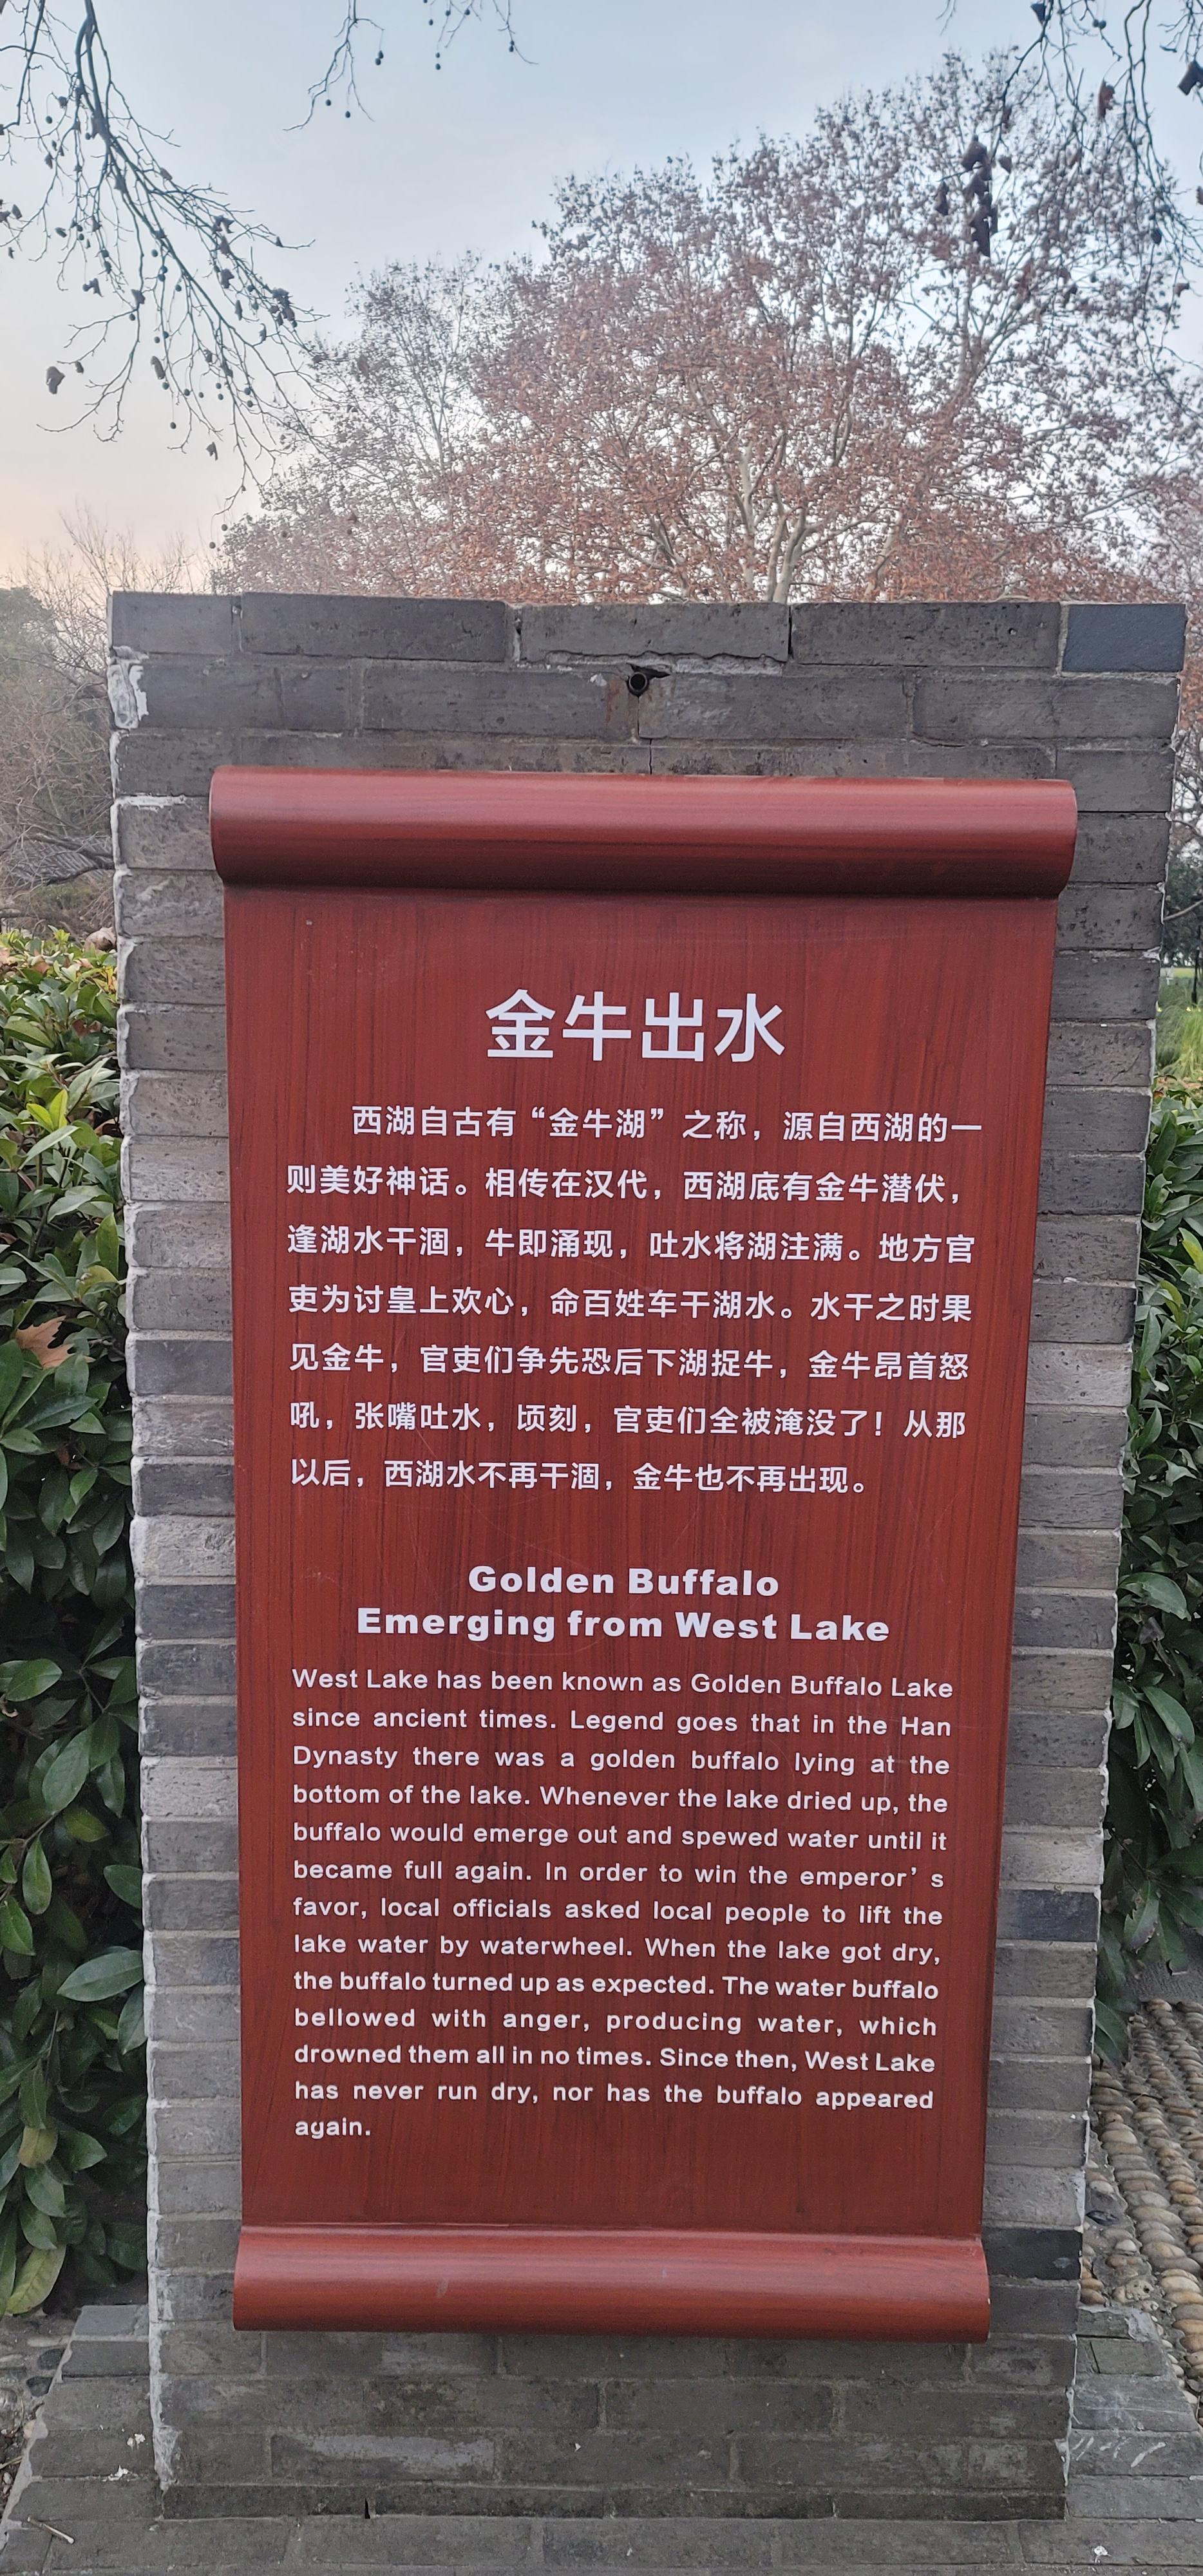 金牛出水
西湖自古有“金牛湖”之称，源自西湖的一
则美好神话。相传在汉代，西湖底有金牛潜伏，
逢湖水干涸，牛即涌现，吐水将湖注满。地方官
吏为讨皇上欢心，命百姓车干湖水。水干之时果
见金牛，官吏们争先恐后下湖捉牛，金牛昂首怒
吼，张嘴吐水，顷刻，官吏们全被淹没了！从那
以后，西湖水不再干涸，金牛也不再出现。
Golden Buffalo
Emerging from West Lake
West Lake has been known as Golden Buffalo Lake
since ancient times. Legend goes that in the Han
Dynasty there was a golden buffalo lying at the
bottom of the lake. Whenever the lake dried up, the
buffalo would emerge out and spewed water until it
became full again. In order to win the emperor’ s
favor, local officials asked local people to lift the
lake water by waterwheel. When the lake got dry,
the buffalo turned up as expected. The water buffalo
bellowed with anger, producing water, which
drowned them all in no times. Since then, West Lake
has never run dry, nor has the buffalo appeared
again.